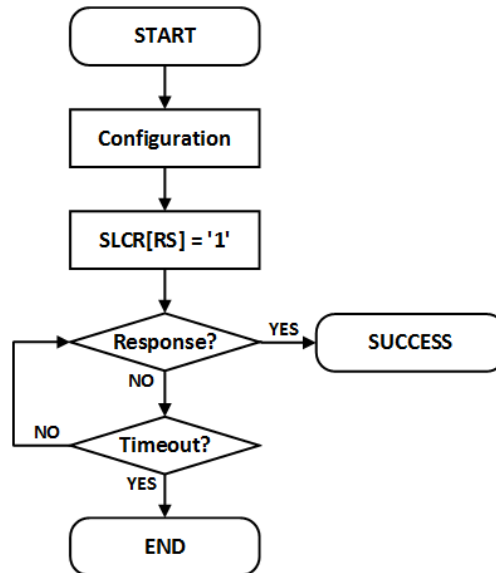 START
Configuration
SLCR[RS] = '1'
Response?
YES
SUCCESS
NO
NO
Timeout?
YES
END